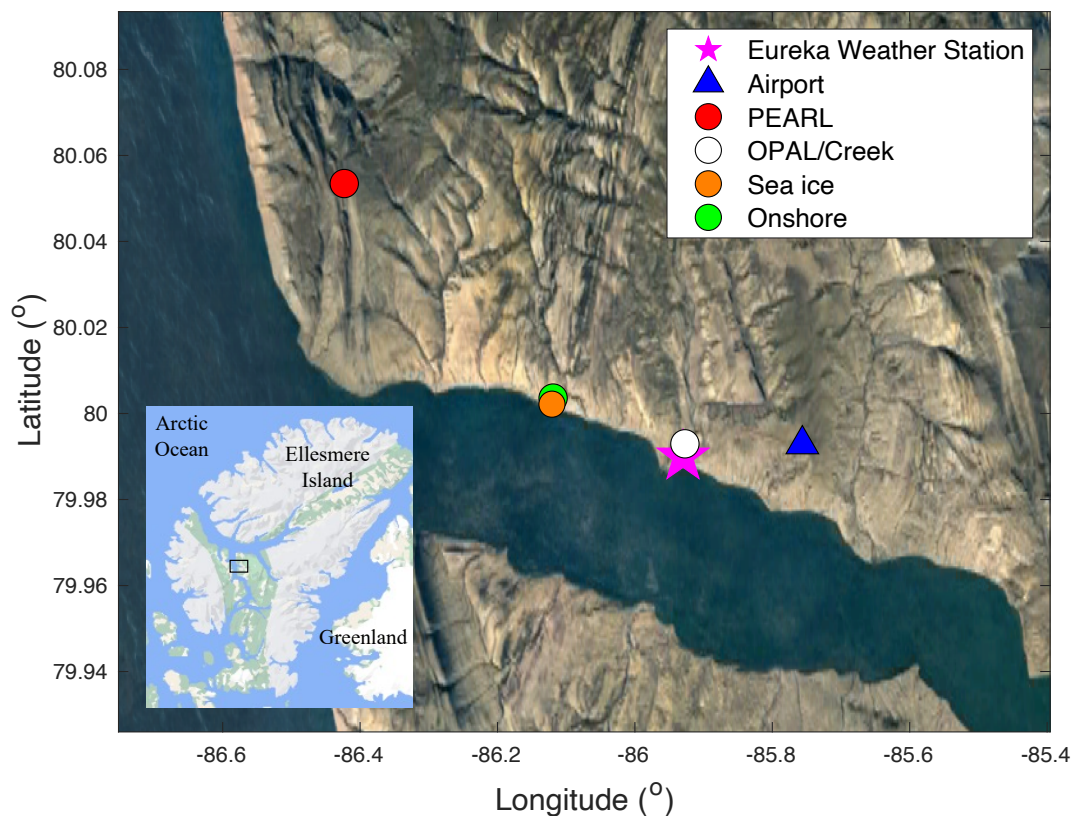 Eureka Weather Station
Airport
PEARL
OPAL/Creek
Sea ice
Onshore
80.08
80.06
80.04
80.02
80
79.98
79.96
79.94
Latitude (°)
Arctic
Ocean
Ellesmere
Island
Greenland
-86.6
-86.4
-86.2
-86
-85.8
-85.6
-85.4
Longitude (°)